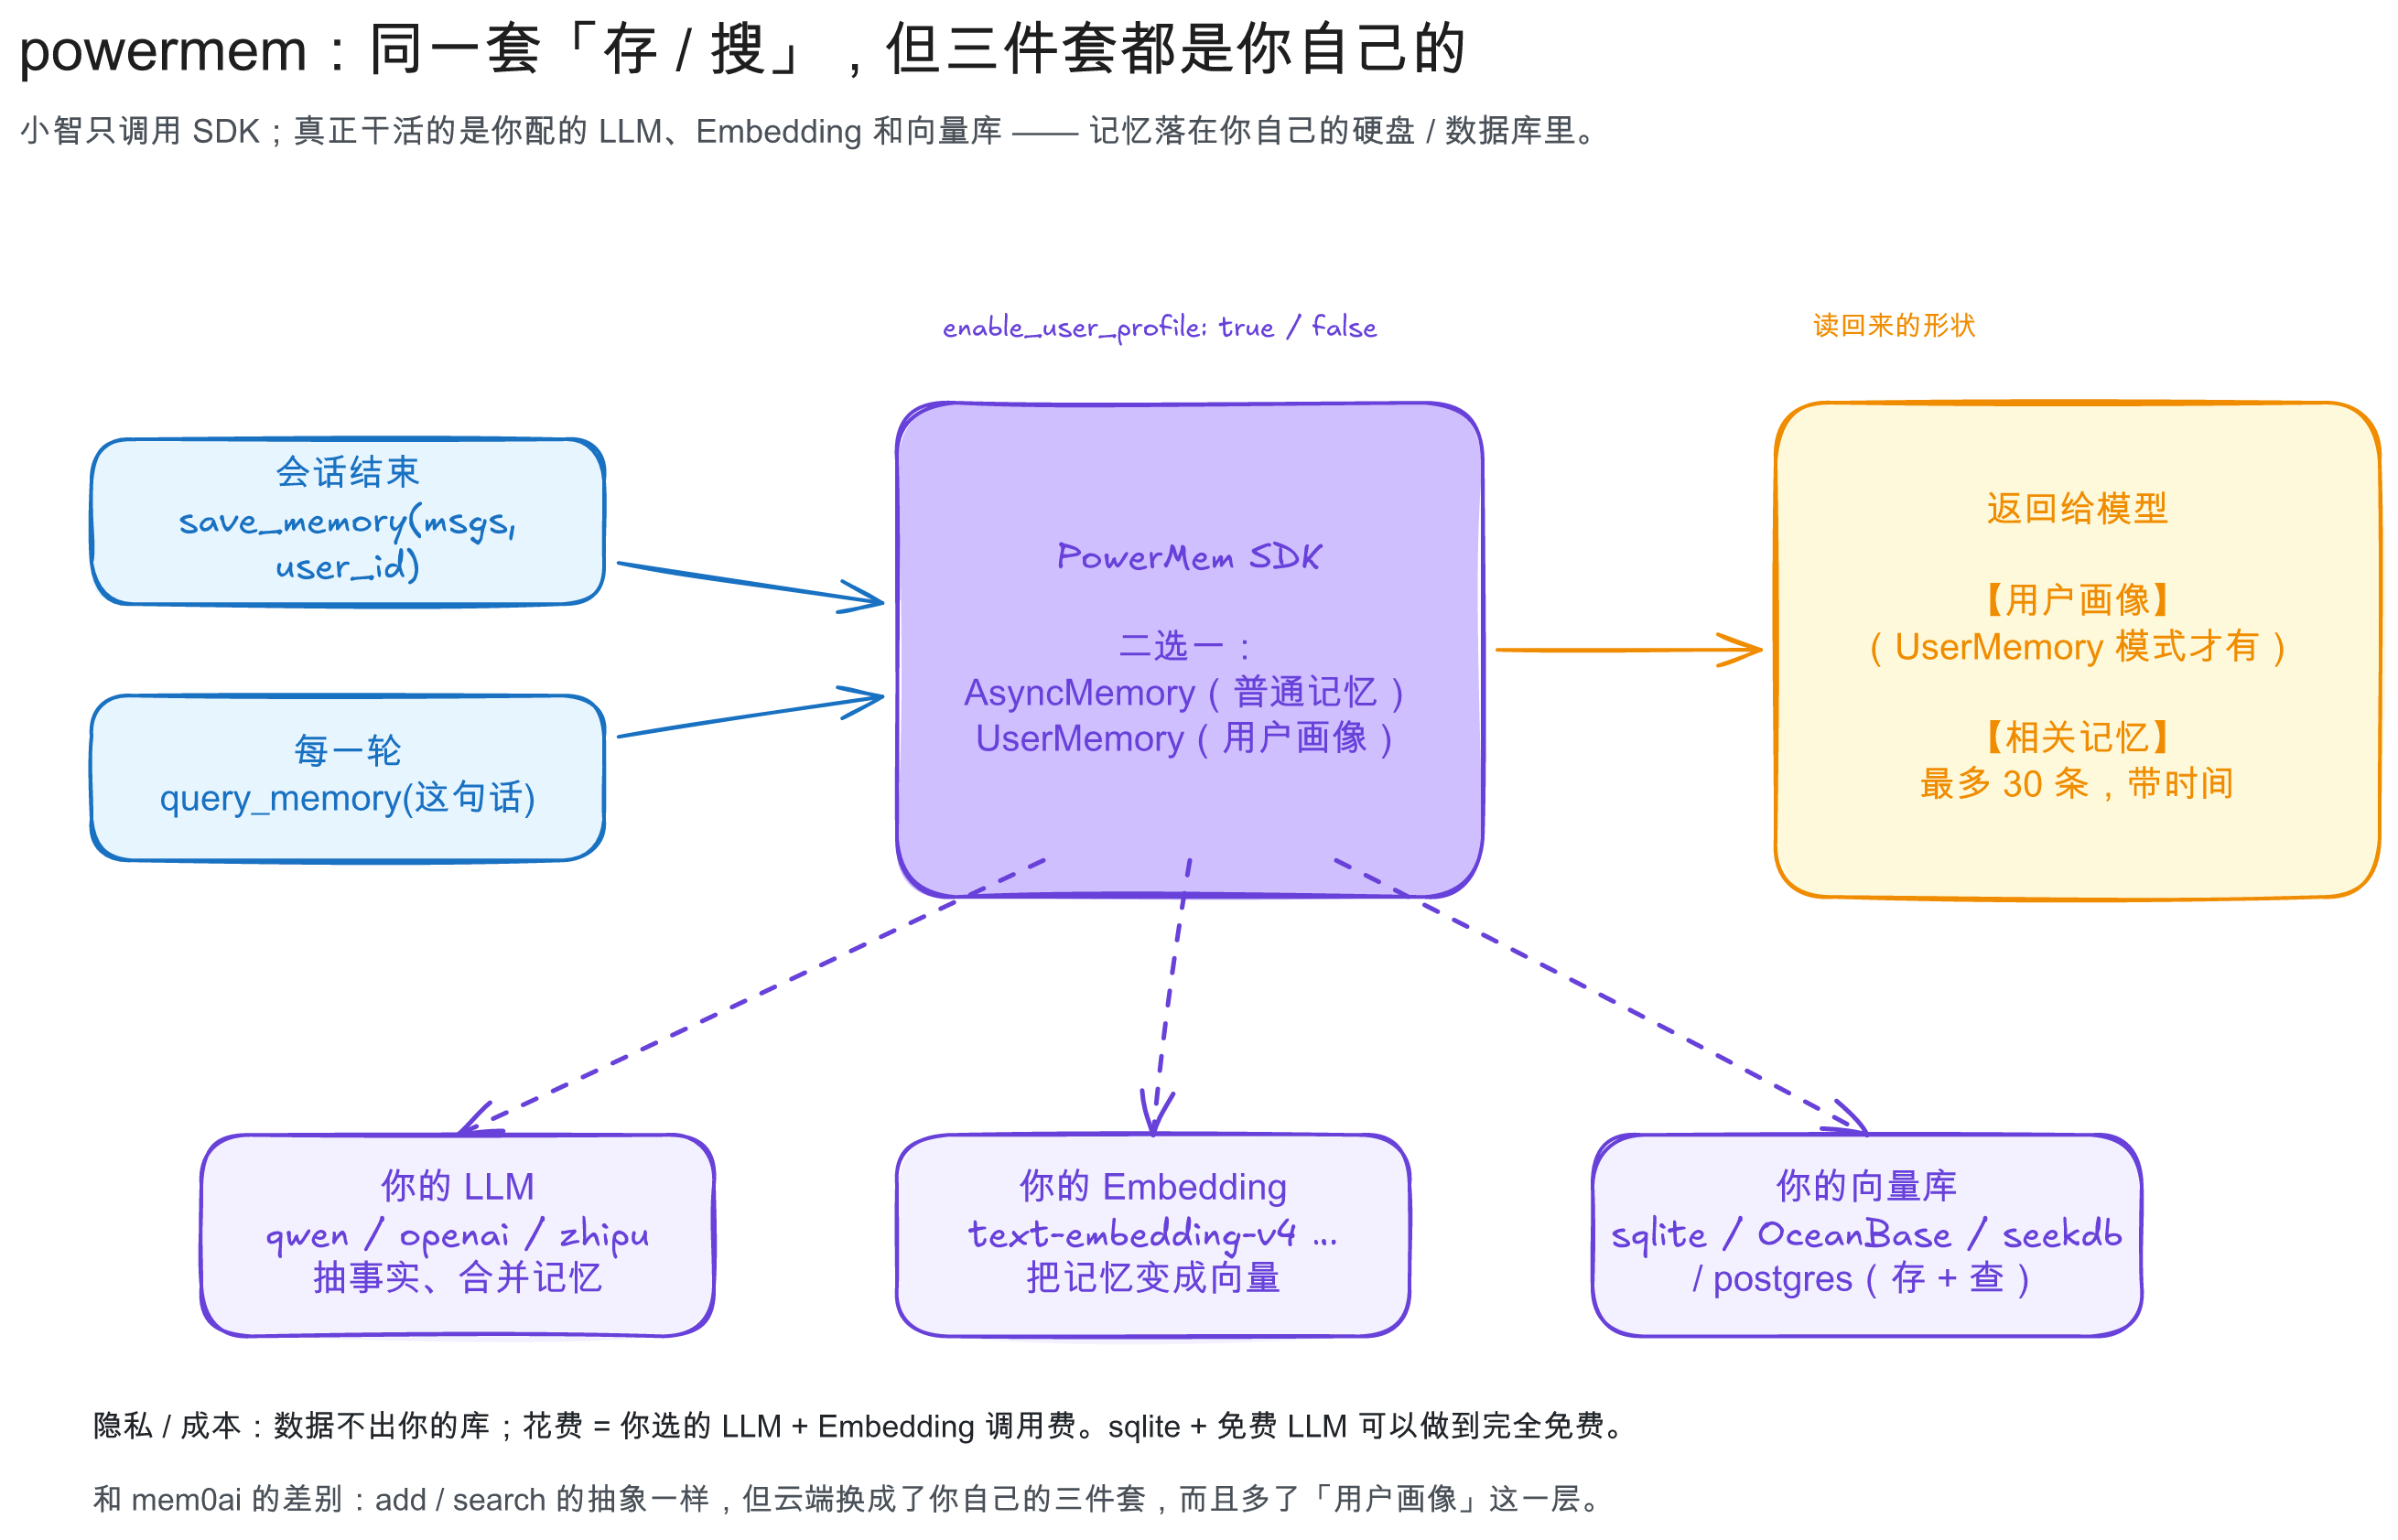 powermem：同一套「存 / 搜」，但三件套都是你自己的
小智只调用 SDK；真正干活的是你配的 LLM、Embedding 和向量库 —— 记忆落在你自己的硬盘 / 数据库里。
enable_user_profile: true / false
读回来的形状
会话结束
save_memory(msgs,
user_id)
每一轮
query_memory(这句话)
PowerMem SDK
二选一：
AsyncMemory（普通记忆）
UserMemory（用户画像）
返回给模型
【用户画像】
（UserMemory 模式才有）
【相关记忆】
最多 30 条，带时间
你的 LLM
qwen / openai / zhipu
抽事实、合并记忆
你的 Embedding
text-embedding-v4 ...
把记忆变成向量
你的向量库
sqlite / OceanBase / seekdb
/ postgres（存 + 查）
隐私 / 成本：数据不出你的库；花费 = 你选的 LLM + Embedding 调用费。sqlite + 免费 LLM 可以做到完全免费。
和 mem0ai 的差别：add / search 的抽象一样，但云端换成了你自己的三件套，而且多了「用户画像」这一层。